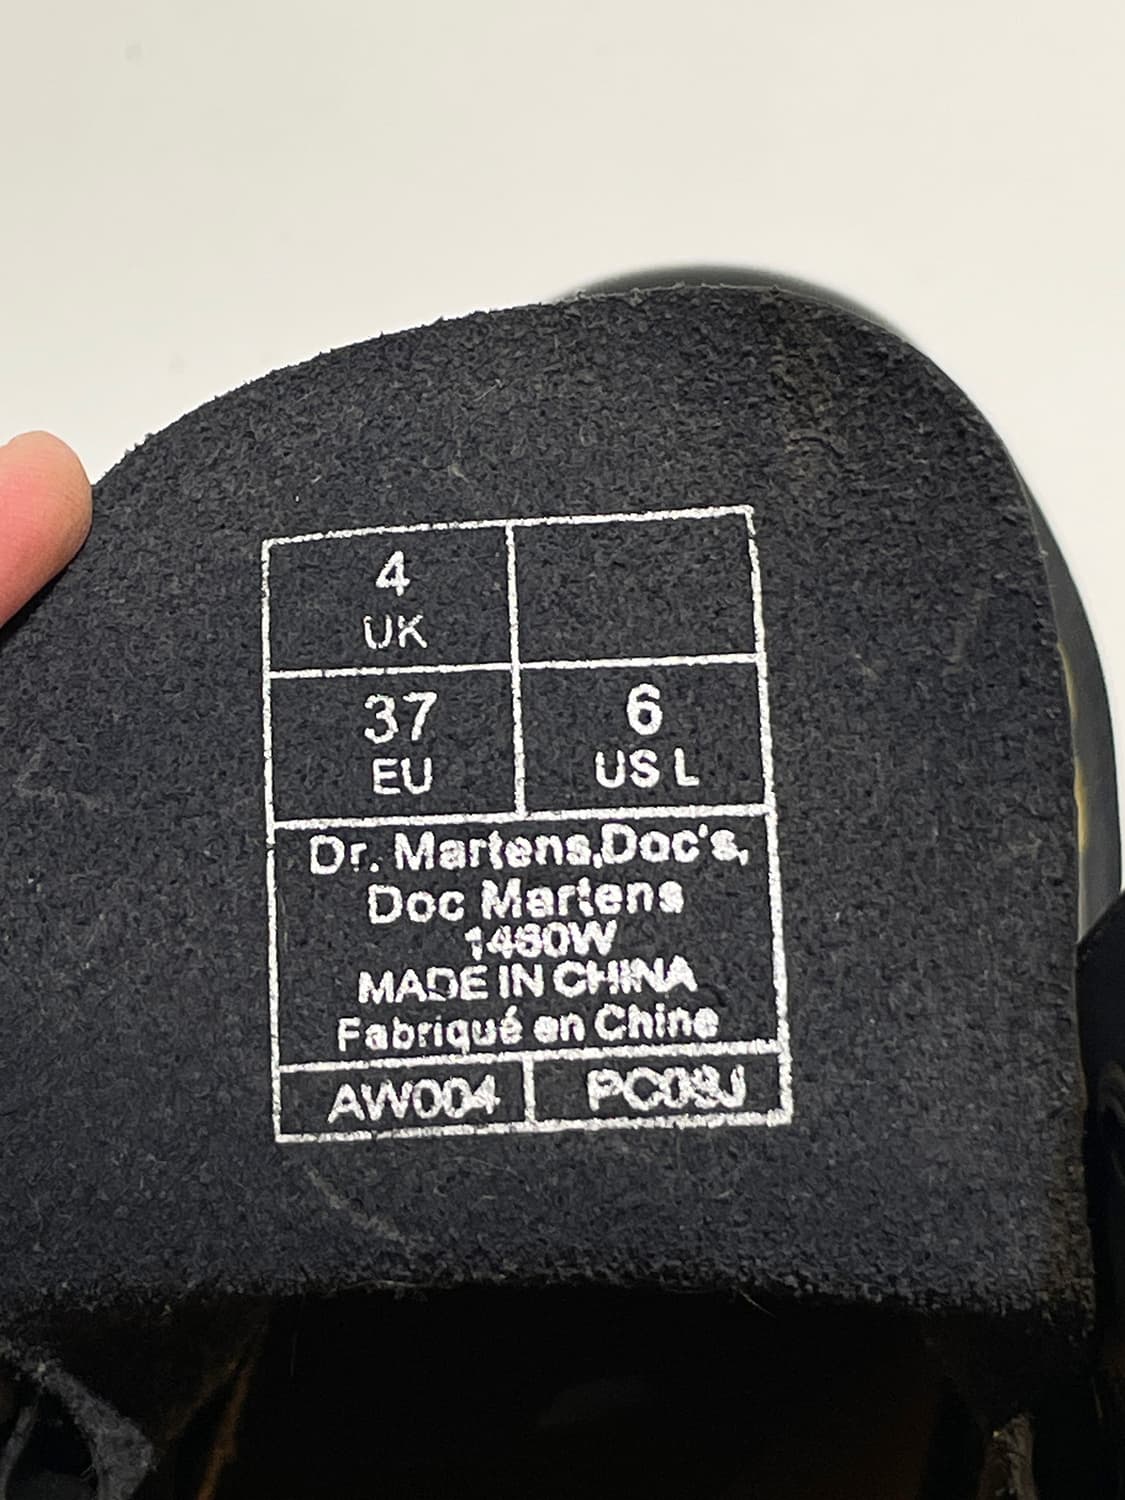 4
UK
37
EU
6
US L
Dr. Martens,Doc's,
Doc Martens
1460W
MADE IN CHINA
Fabriqué en Chine
AW004